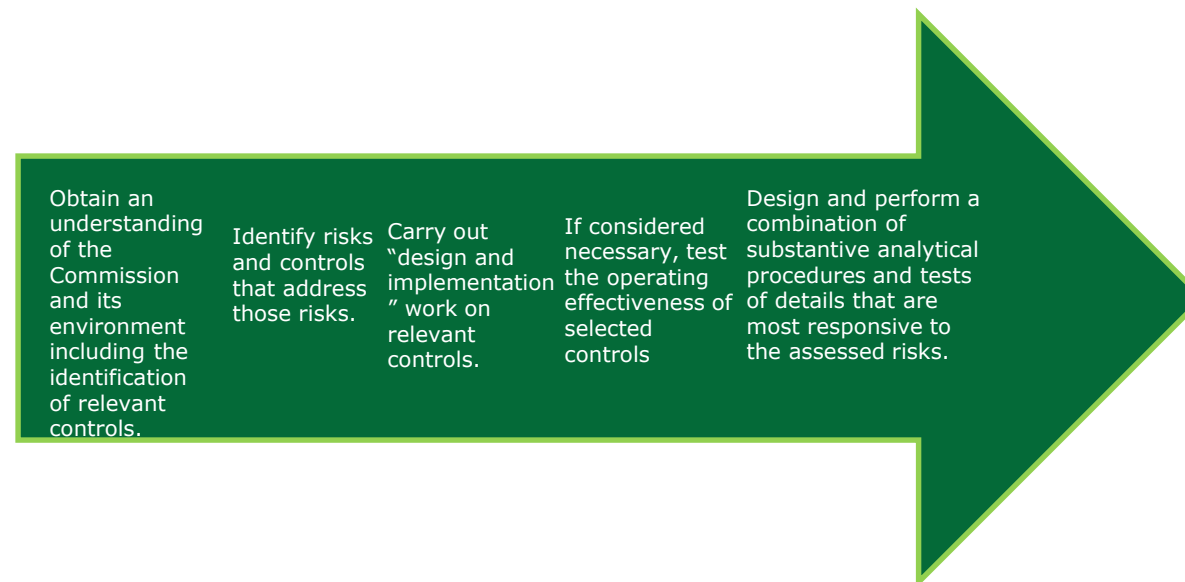 Obtain an
understanding
of the
Commission
and its
environment
including the
identification
of relevant
controls.
Identify risks
and controls
that address
those risks.
Carry out
“design and
implementation
” work on
relevant
controls.
If considered
necessary, test
the operating
effectiveness of
selected
controls
Design and perform a
combination of
substantive analytical
procedures and tests
of details that are
most responsive to
the assessed risks.